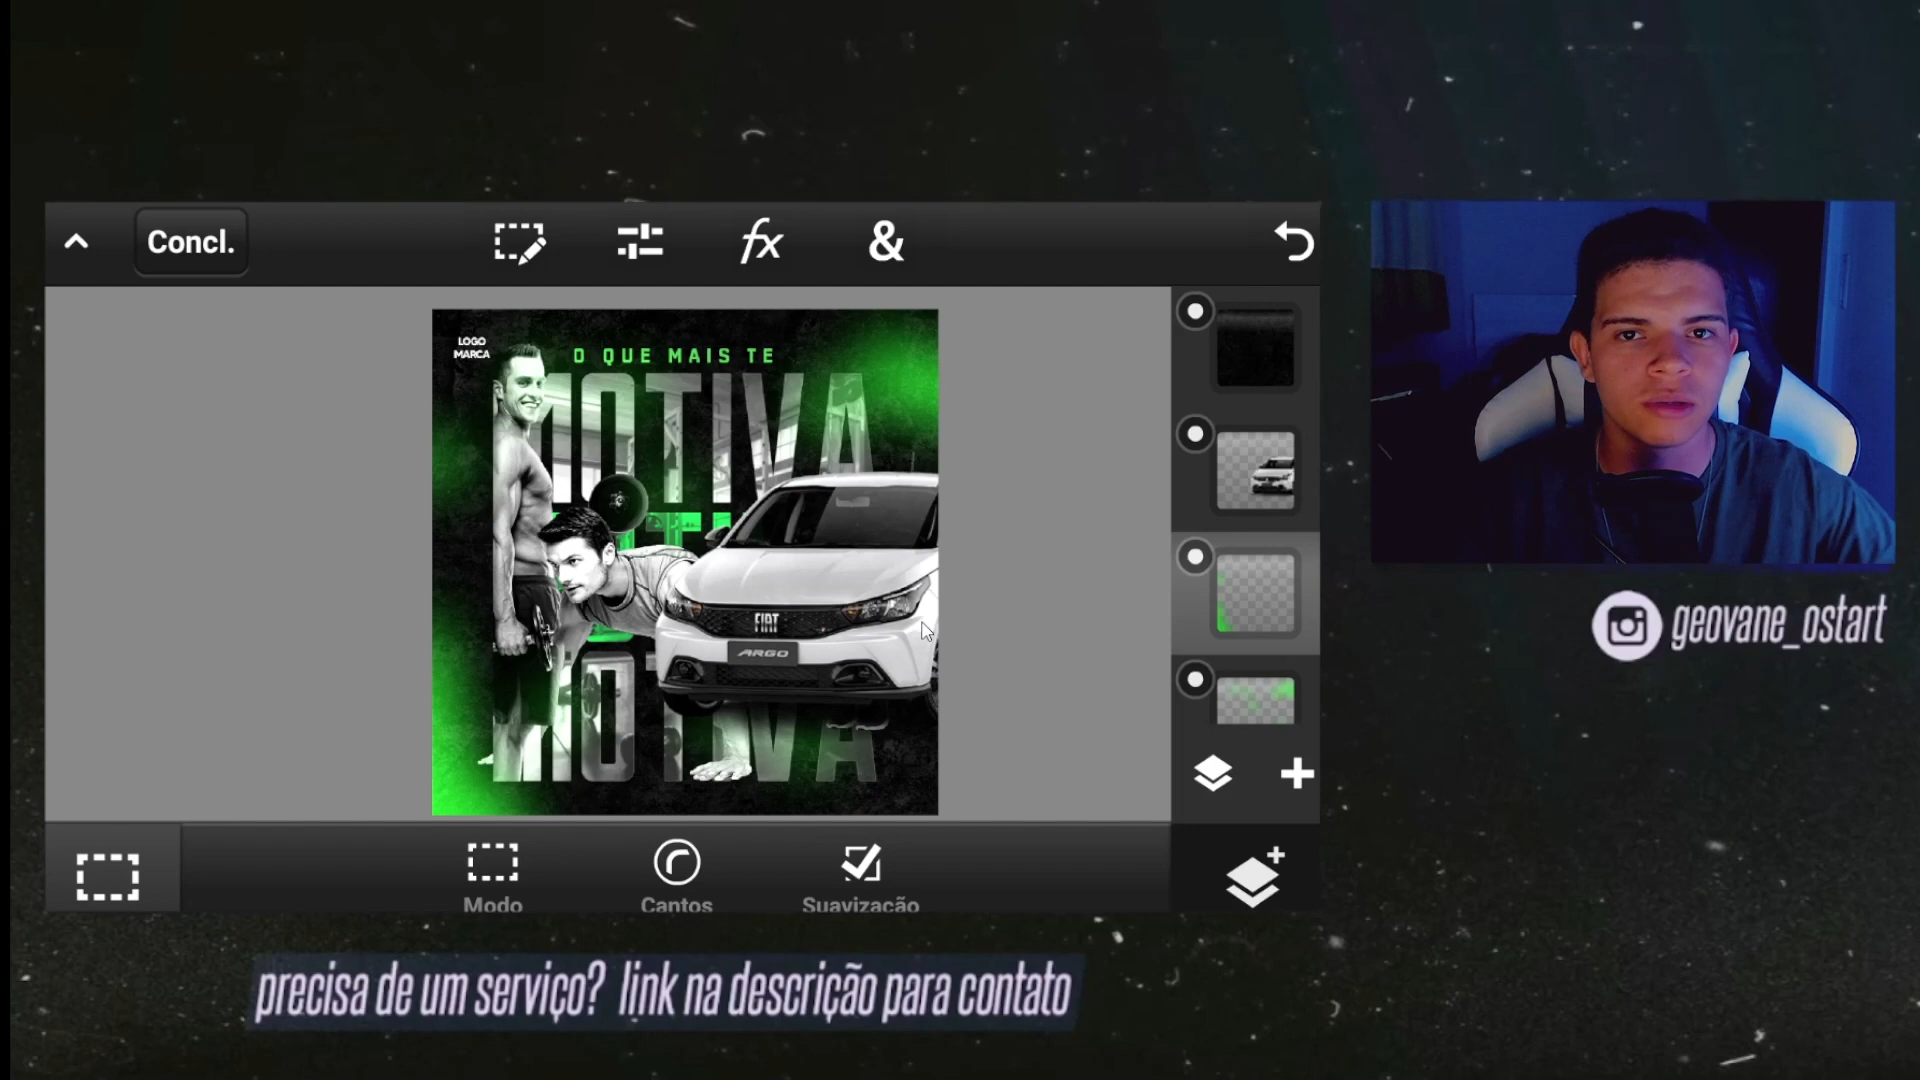 Concl.
fx
&
LOGO
MARCA
O QUE MAIS TE
MOTIVA
FIAT
ARGO
MOTIVA
geovane_ostart
Modo
Cantos
Suavização
precisa de um serviço? link na descrição para contato